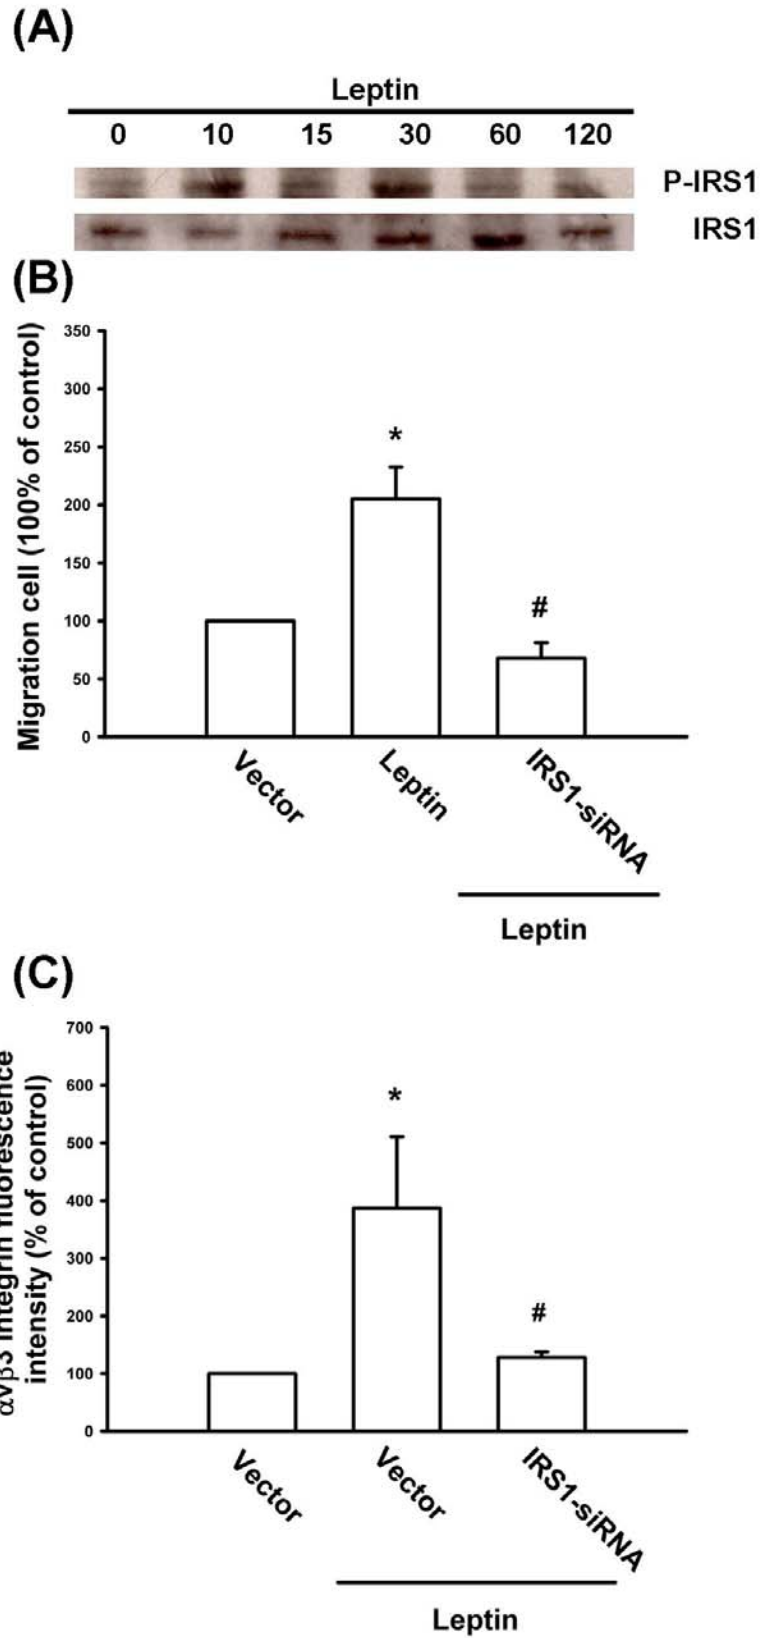 (A)
Leptin
0 10 15 30 60 120
P-IRS1
IRS1
(B)
Migration cell (100% of control)
350
300
250
200
150
100
50
0
*
#
Vector
Leptin
IRS1-siRNA
Leptin
(C)
αvβ3 integrin fluorescence
intensity (% of control)
700
600
500
400
300
200
100
0
*
#
Vector
Vector
IRS1-siRNA
Leptin